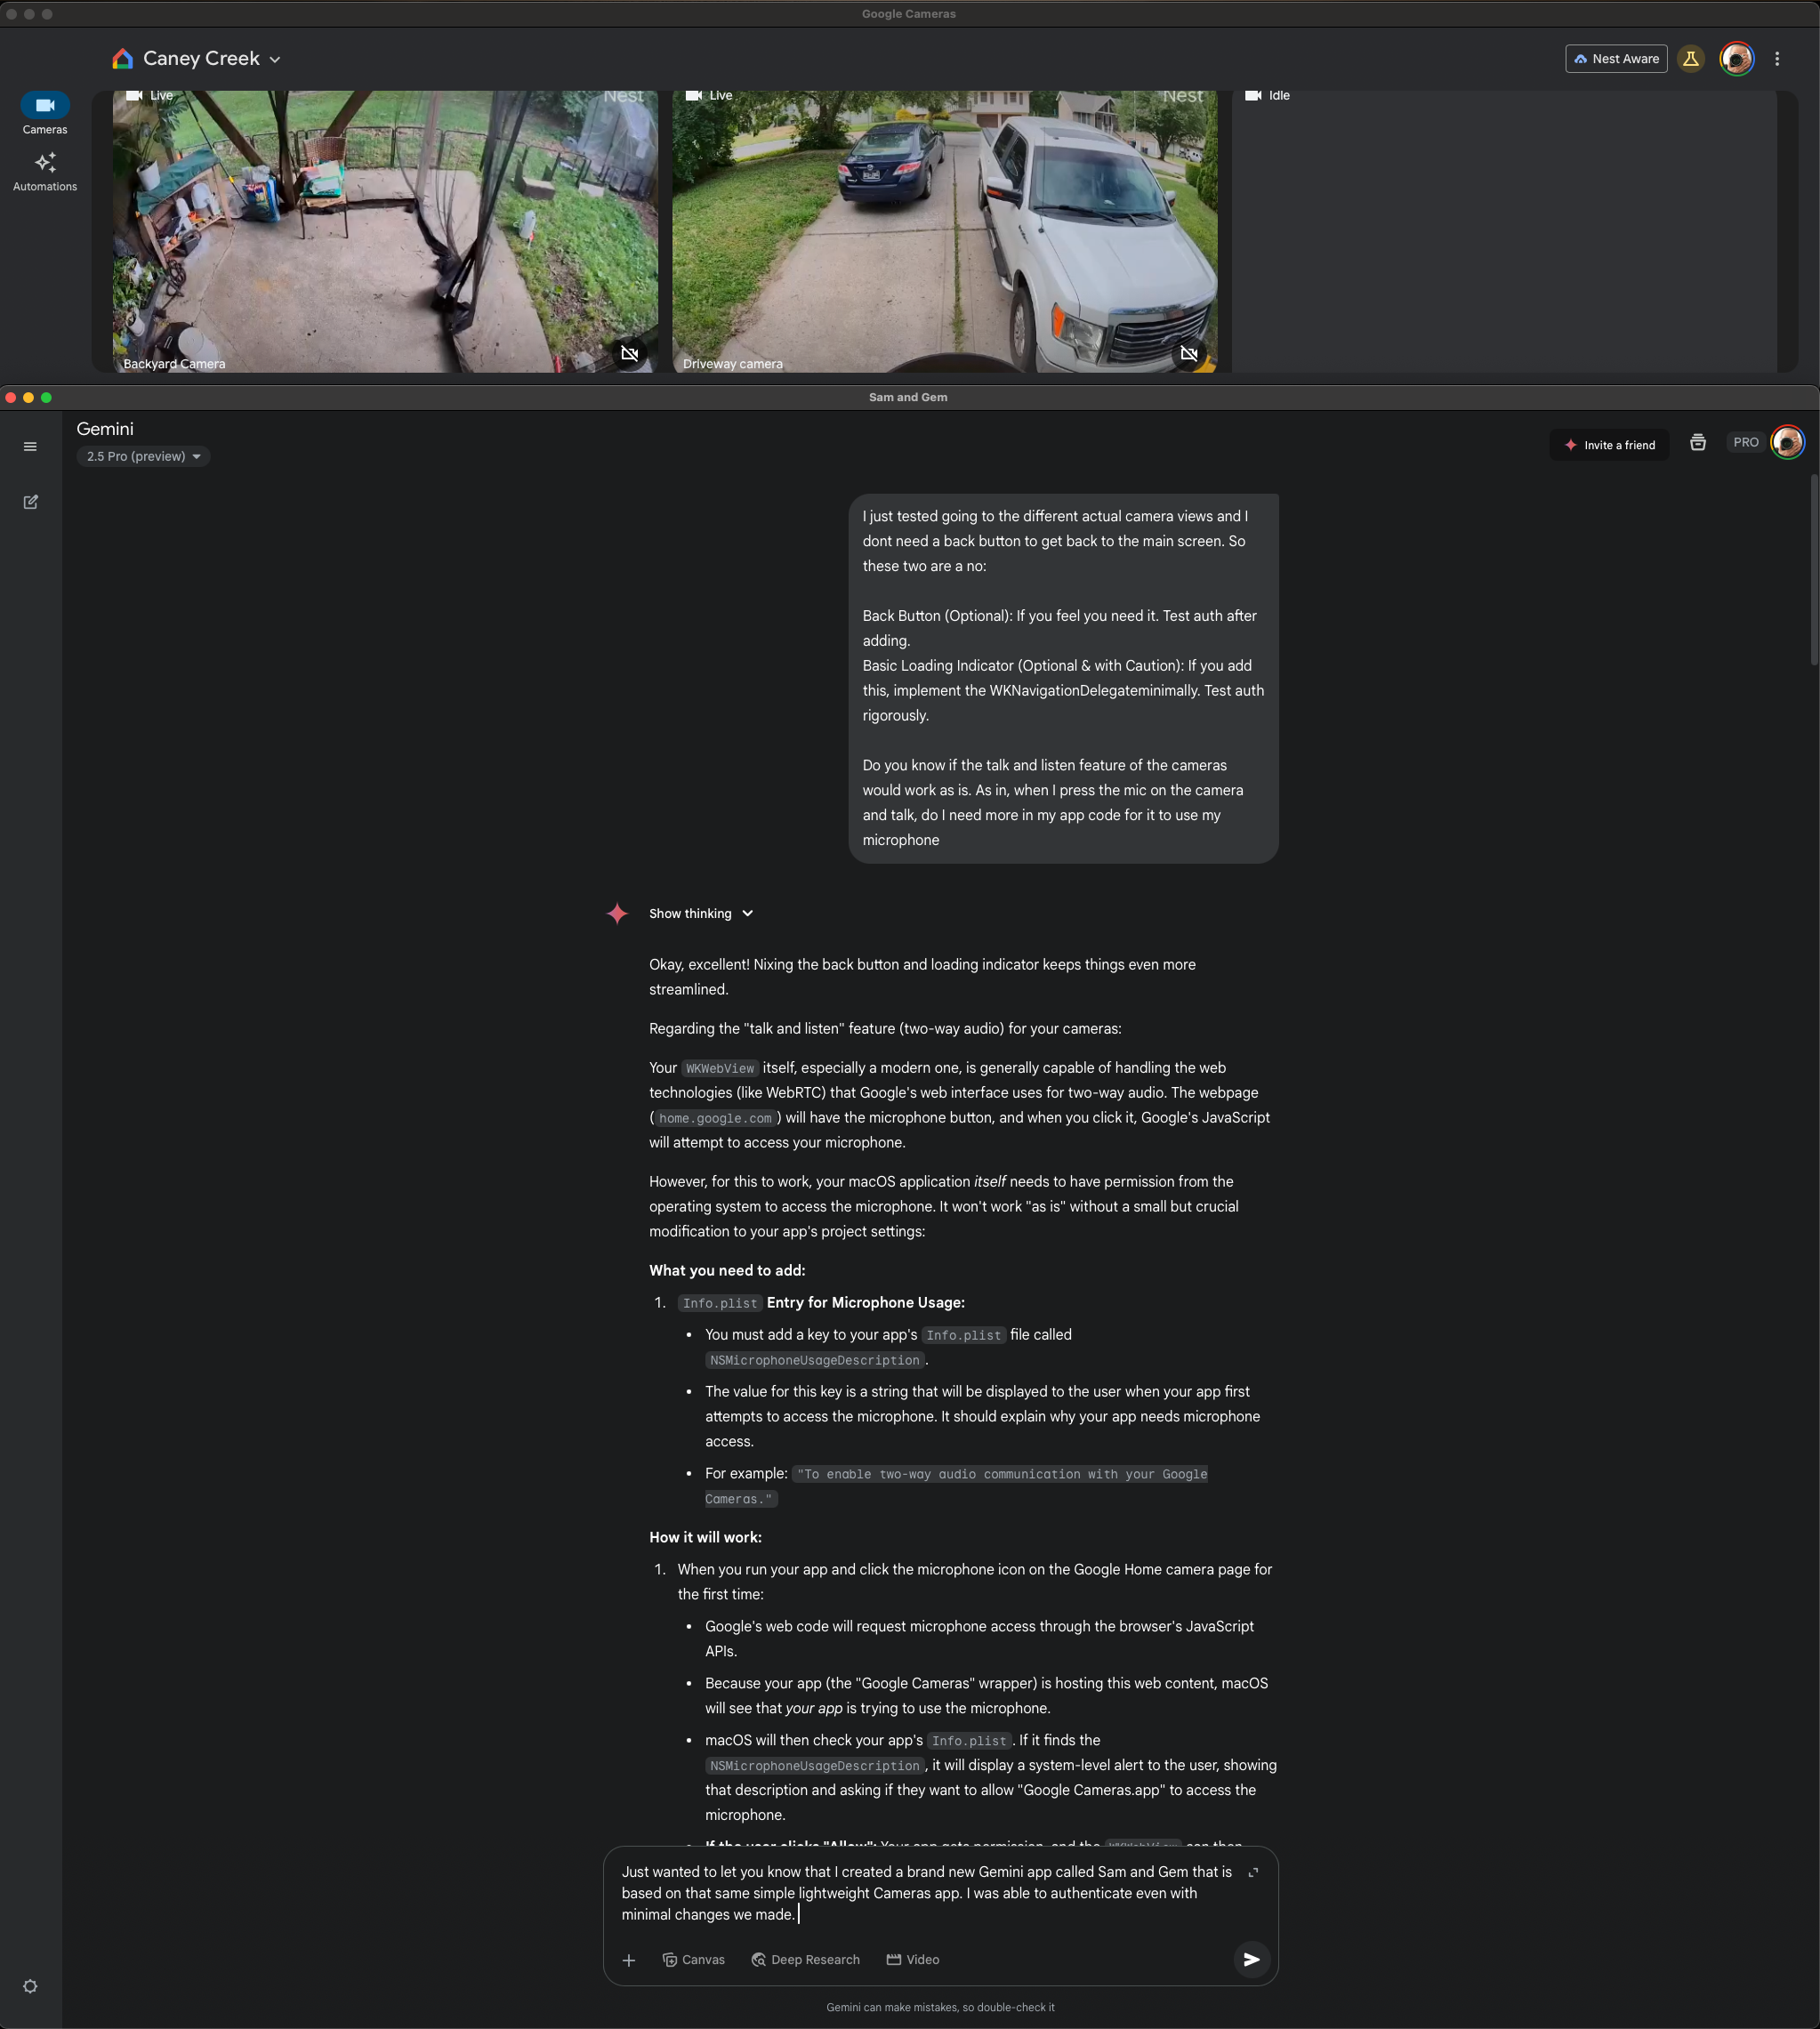 Google Cameras
Caney Creek
Nest Aware
Cameras
Automations
Live
Nest
Backyard Camera
Live
Nest
Driveway camera
Idle
Sam and Gem
Gemini
2.5 Pro (preview)
Invite a friend
PRO
I just tested going to the different actual camera views and I
dont need a back button to get back to the main screen. So
these two are a no:
Back Button (Optional): If you feel you need it. Test auth after
adding.
Basic Loading Indicator (Optional & with Caution): If you add
this, implement the WKNavigationDelegateminimally. Test auth
rigorously.
Do you know if the talk and listen feature of the cameras
would work as is. As in, when I press the mic on the camera
and talk, do I need more in my app code for it to use my
microphone
Show thinking
Okay, excellent! Nixing the back button and loading indicator keeps things even more
streamlined.
Regarding the "talk and listen" feature (two-way audio) for your cameras:
Your WKWebView itself, especially a modern one, is generally capable of handling the web
technologies (like WebRTC) that Google's web interface uses for two-way audio. The webpage
(home.google.com) will have the microphone button, and when you click it, Google's JavaScript
will attempt to access your microphone.
However, for this to work, your macOS application itself needs to have permission from the
operating system to access the microphone. It won't work "as is" without a small but crucial
modification to your app's project settings:
What you need to add:
1. Info.plist Entry for Microphone Usage:
• You must add a key to your app's Info.plist file called
NSMicrophoneUsageDescription.
• The value for this key is a string that will be displayed to the user when your app first
attempts to access the microphone. It should explain why your app needs microphone
access.
• For example: "To enable two-way audio communication with your Google
Cameras."
How it will work:
1. When you run your app and click the microphone icon on the Google Home camera page for
the first time:
• Google's web code will request microphone access through the browser's JavaScript
APIs.
• Because your app (the "Google Cameras" wrapper) is hosting this web content, macOS
will see that your app is trying to use the microphone.
• macOS will then check your app's Info.plist. If it finds the
NSMicrophoneUsageDescription, it will display a system-level alert to the user, showing
that description and asking if they want to allow "Google Cameras.app" to access the
microphone.
• If the user clicks "Allow": Your app gets permission, and the WKWebView can then
Just wanted to let you know that I created a brand new Gemini app called Sam and Gem that is
based on that same simple lightweight Cameras app. I was able to authenticate even with
minimal changes we made.
Canvas
Deep Research
Video
Gemini can make mistakes, so double-check it